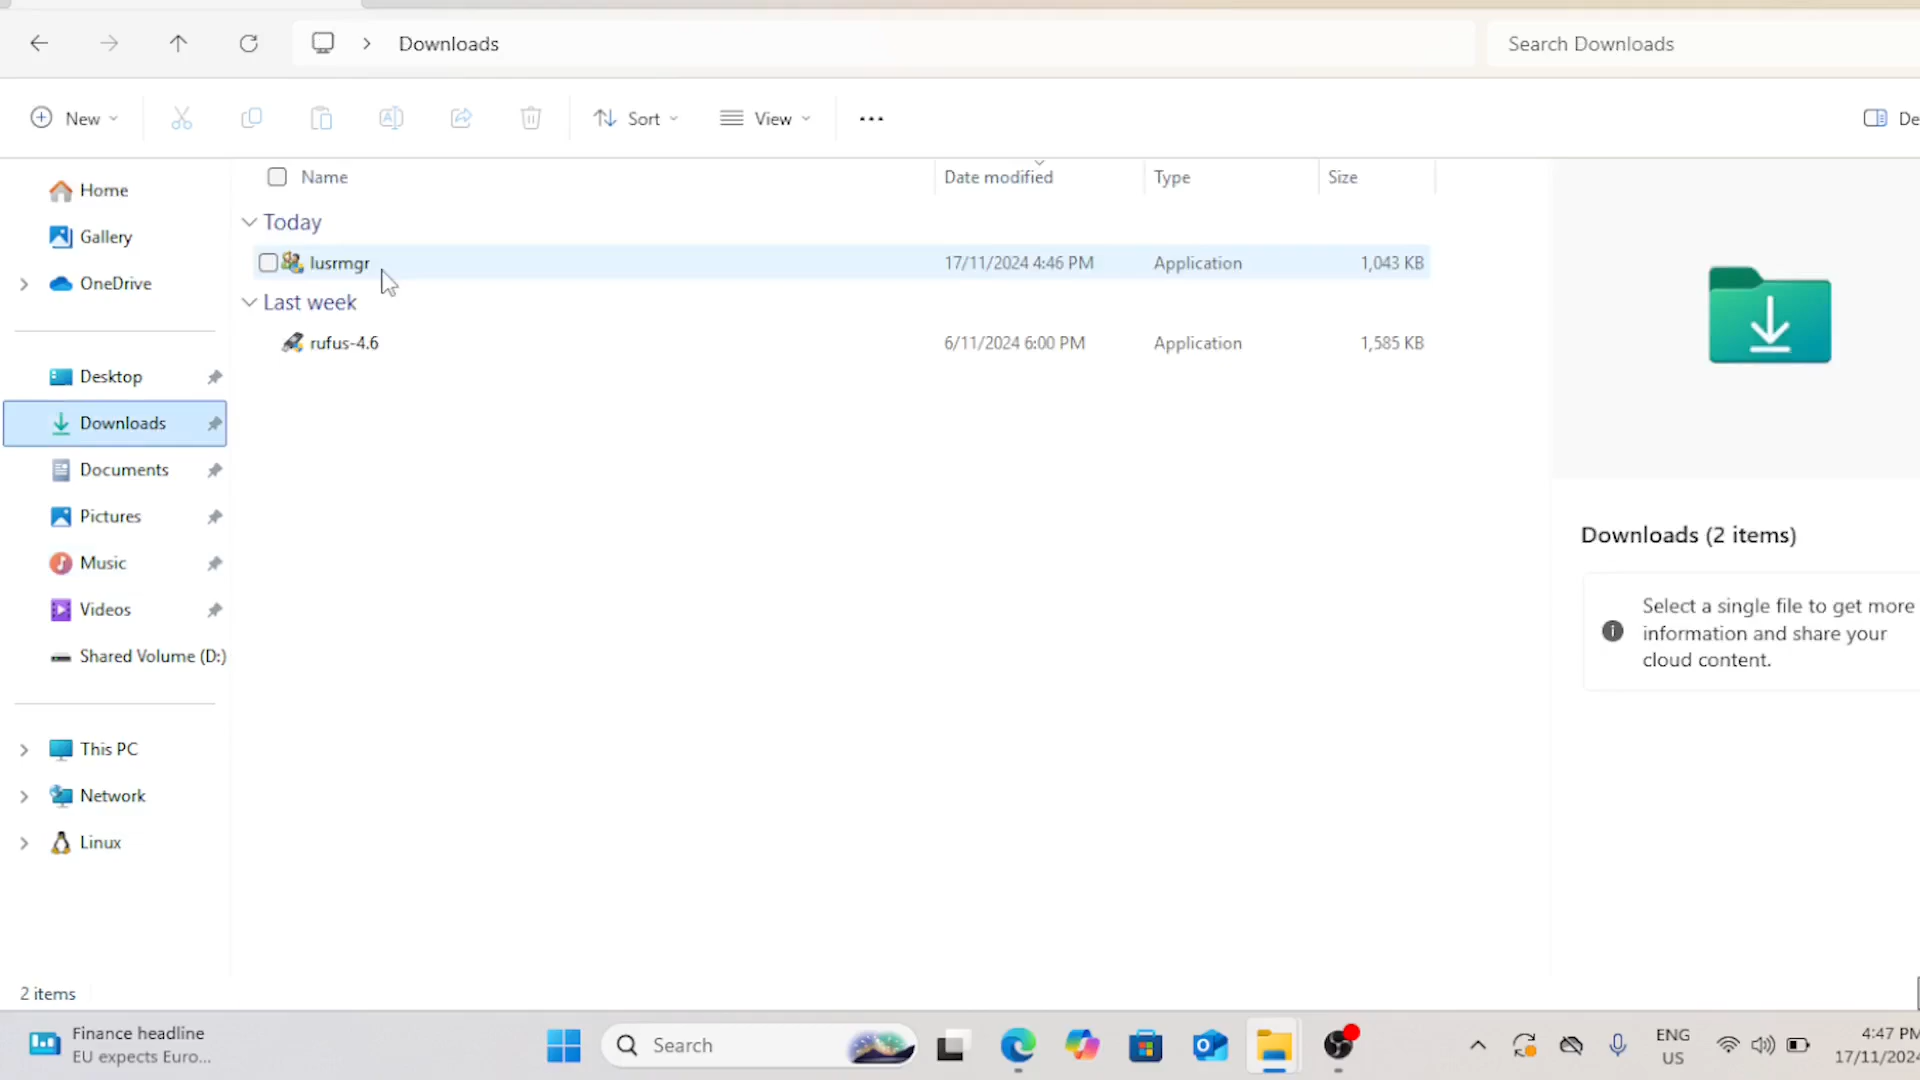 Downloads
Search Downloads
New
Sort
View
De
Name
Date modified
Type
Size
Home
Gallery
OneDrive
Desktop
Downloads
Documents
Pictures
Music
Videos
Shared Volume (D:)
This PC
Network
Linux
Today
lusrmgr
17/11/2024 4:46 PM
Application
1,043 KB
Last week
rufus-4.6
6/11/2024 6:00 PM
Application
1,585 KB
Downloads (2 items)
Select a single file to get more
information and share your
cloud content.
2 items
Finance headline
EU expects Euro...
Search
ENG
US
4:47 PM
17/11/2024